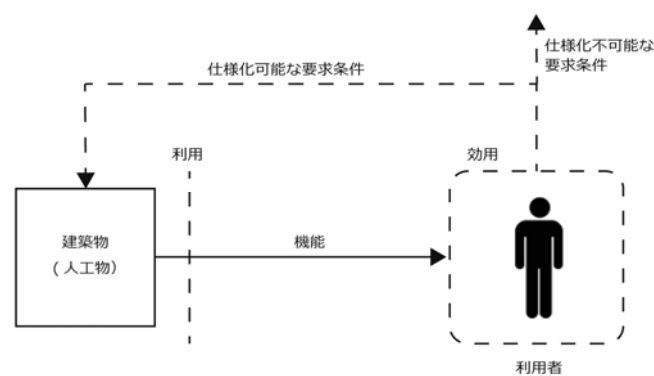 仕様化不可能な
要求条件
仕様化可能な要求条件
利用
効用
建築物
(人工物)
機能
利用者